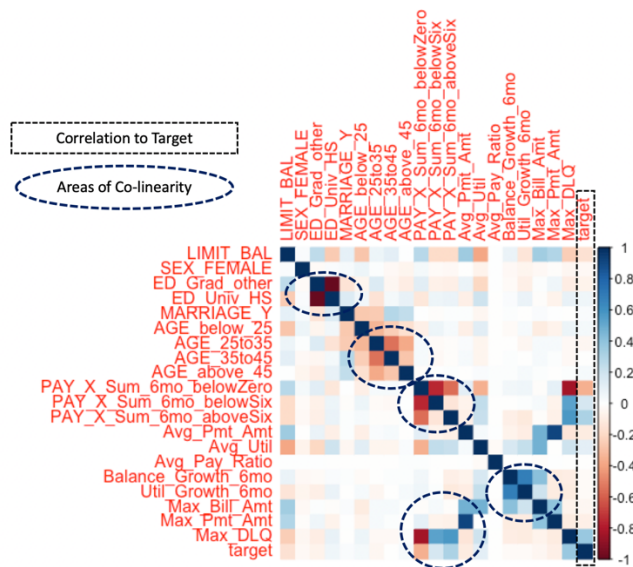 Correlation to Target
Areas of Co-linearity
LIMIT_BAL
SEX_FEMALE
ED_Grad_other
ED_Univ_HS
MARRIAGE_Y
AGE_below_25
AGE_25to35
AGE_35to45
AGE_above_45
PAY_X_Sum_6mo_belowZero
PAY_X_Sum_6mo_belowSix
PAY_X_Sum_6mo_aboveSix
Avg_Pmt_Amt
Avg_Util
Avg_Pay_Ratio
Balance_Growth_6mo
Util_Growth_6mo
Max_Bill_Amt
Max_Pmt_Amt
Max_DLQ
target
LIMIT_BAL
SEX_FEMALE
ED_Grad_other
ED_Univ_HS
MARRIAGE_Y
AGE_below_25
AGE_25to35
AGE_35to45
AGE_above_45
PAY_X_Sum_6mo_belowZero
PAY_X_Sum_6mo_belowSix
PAY_X_Sum_6mo_aboveSix
Avg_Pmt_Amt
Avg_Util
Avg_Pay_Ratio
Balance_Growth_6mo
Util_Growth_6mo
Max_Bill_Amt
Max_Pmt_Amt
Max_DLQ
target
1
0.8
0.6
0.4
0.2
0
-0.2
-0.4
-0.6
-0.8
-1